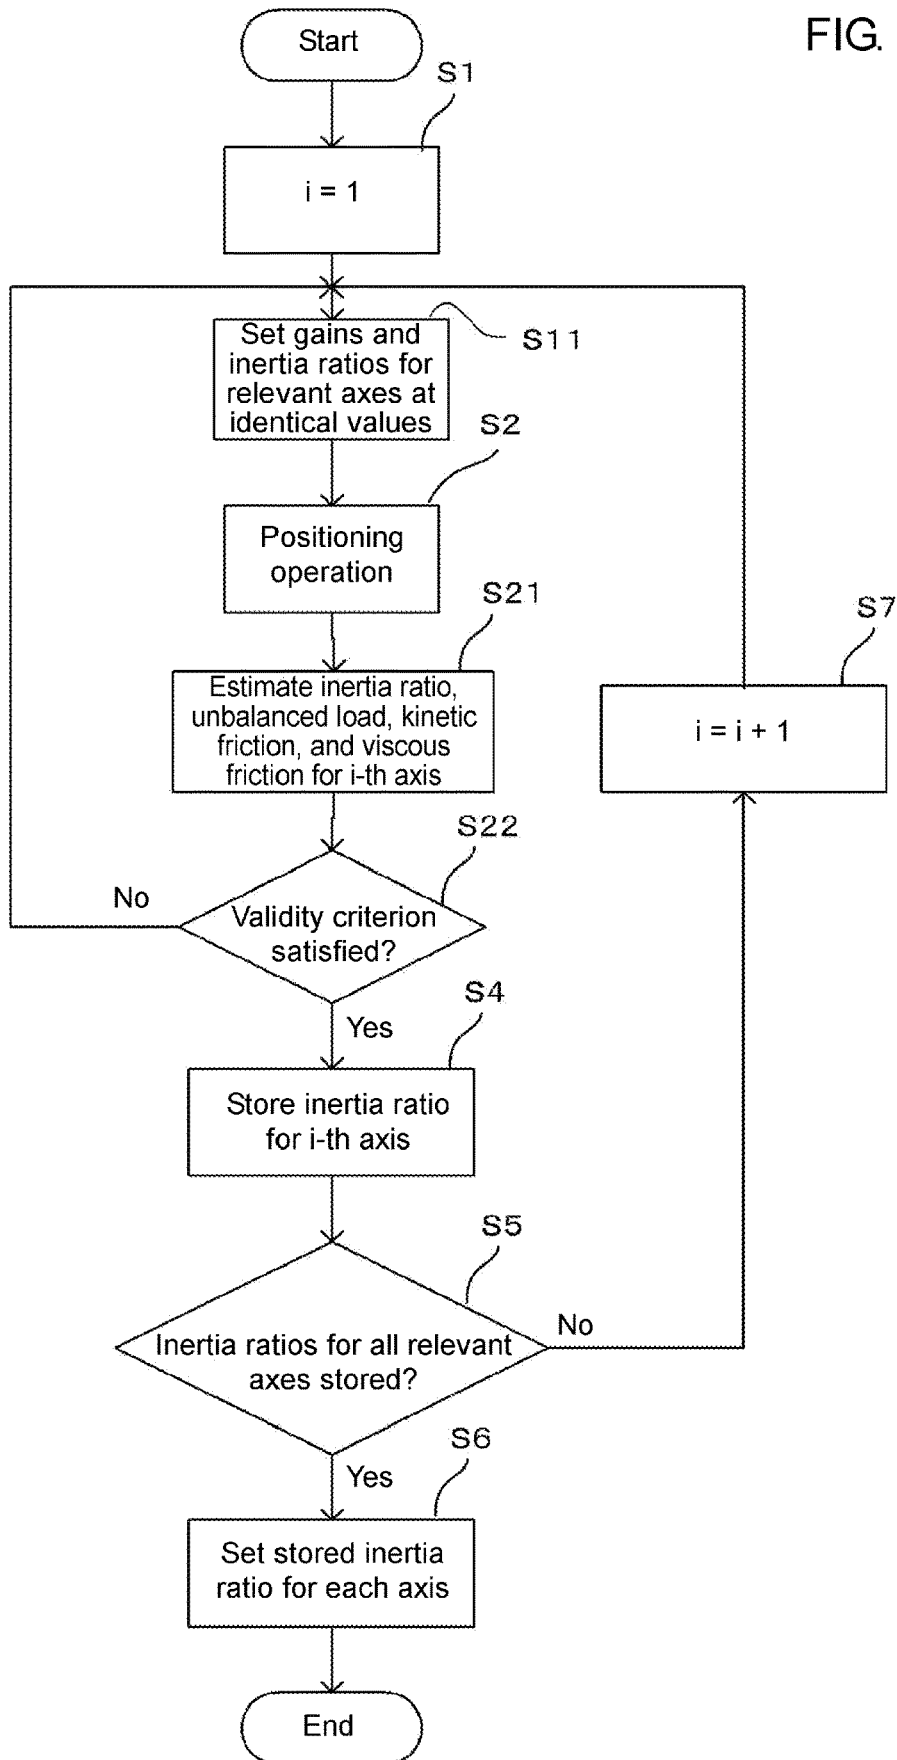 Start
FIG.
S1
i = 1
Set gains and
inertia ratios for
relevant axes at
identical values
S11
S2
Positioning
operation
S21
Estimate inertia ratio,
unbalanced load, kinetic
friction, and viscous
friction for i-th axis
S7
i = i + 1
S22
No
Validity criterion
satisfied?
Yes
S4
Store inertia ratio
for i-th axis
S5
No
Inertia ratios for all relevant
axes stored?
Yes
S6
Set stored inertia
ratio for each axis
End